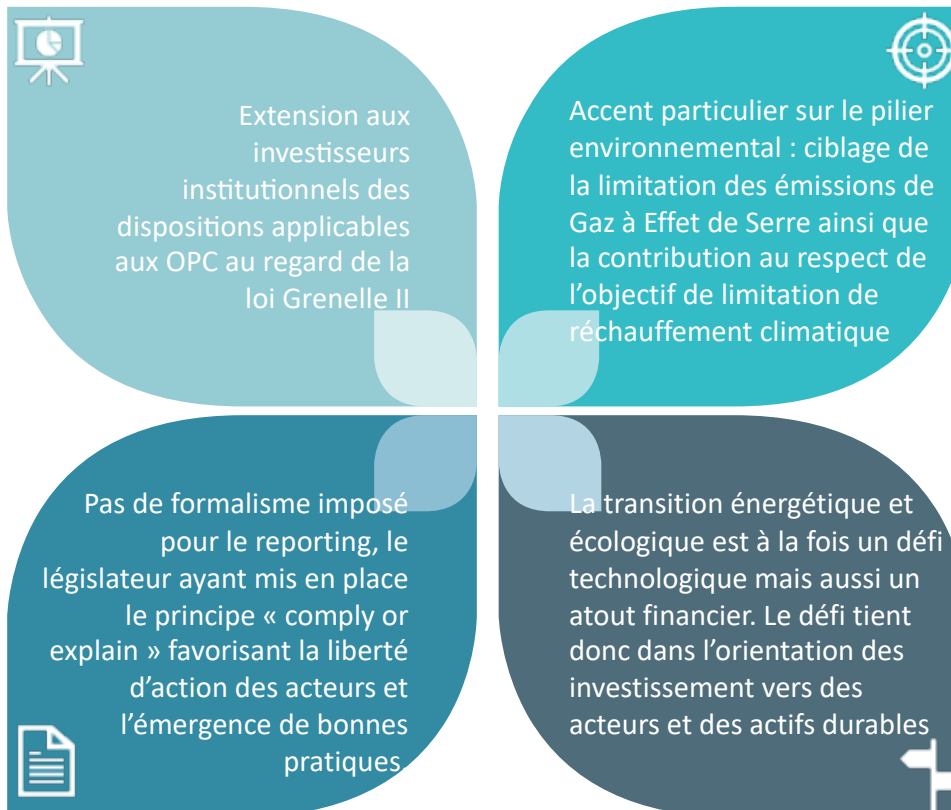 Extension aux
investisseurs
institutionnels des
dispositions applicables
aux OPC au regard de la
loi Grenelle II
Accent particulier sur le pilier
environnemental : ciblage de
la limitation des émissions de
Gaz à Effet de Serre ainsi que
la contribution au respect de
l’objectif de limitation de
réchauffement climatique
Pas de formalisme imposé
pour le reporting, le
législateur ayant mis en place
le principe « comply or
explain » favorisant la liberté
d’action des acteurs et
l’émergence de bonnes
pratiques.
La transition énergétique et
écologique est à la fois un défi
technologique mais aussi un
atout financier. Le défi tient
donc dans l’orientation des
investissement vers des
acteurs et des actifs durables